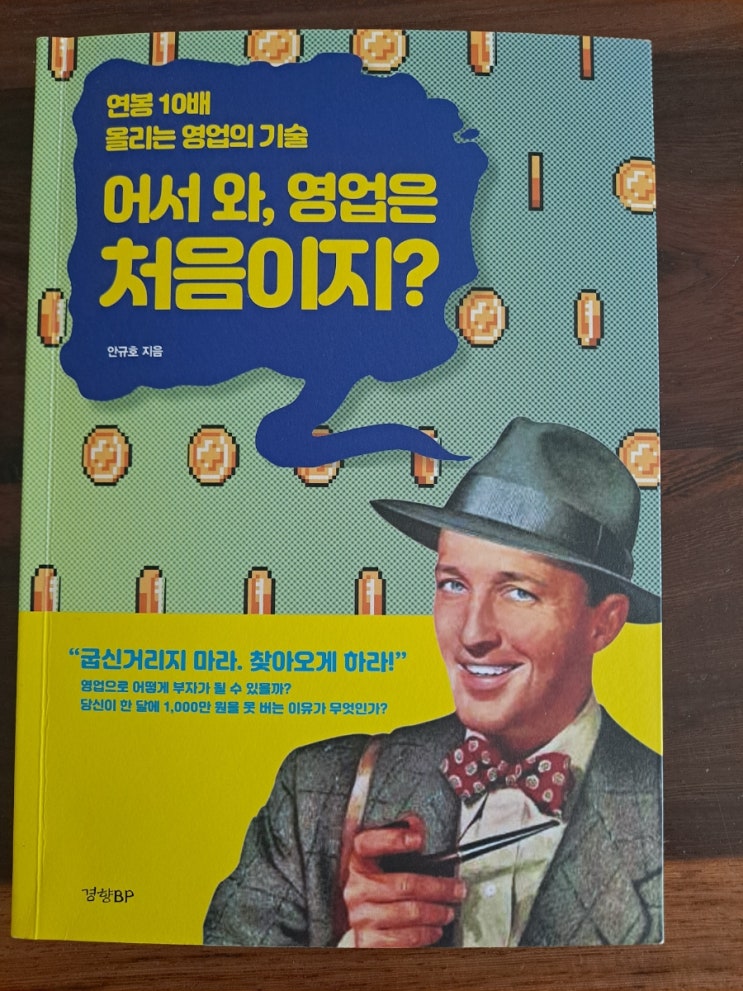 연봉 10배
올리는 영업의 기술
어서 와, 영업은
처음이지?
안규호 지음
“굽신거리지 마라. 찾아오게 하라!”
영업으로 어떻게 부자가 될 수 있을까?
당신이 한 달에 1,000만 원을 못 버는 이유가 무엇인가?
경향BP